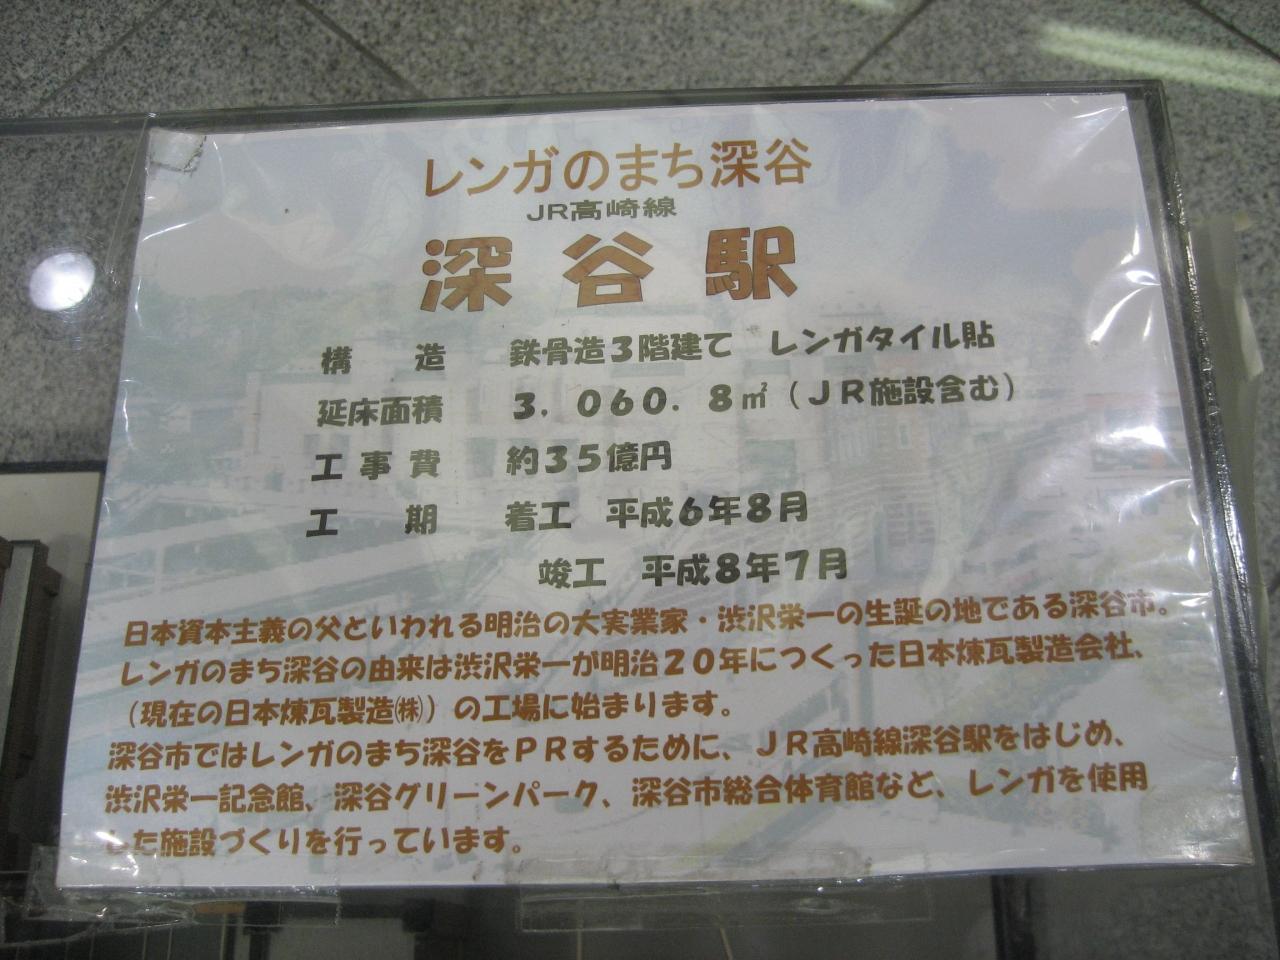 レンガのまち深谷
JR高崎線
深谷駅
構造 鉄骨造3階建て レンガタイル貼
延床面積 3,060.8㎡(JR施設含む)
工事費 約35億円
工期 着工 平成6年8月
竣工 平成8年7月
日本資本主義の父といわれる明治の大実業家・渋沢栄一の生誕の地である深谷市。
レンガのまち深谷の由来は渋沢栄一が明治20年につくった日本煉瓦製造会社、
(現在の日本煉瓦製造㈱)の工場に始まります。
深谷市ではレンガのまち深谷をPRするために、JR高崎線深谷駅をはじめ、
渋沢栄一記念館、深谷グリーンパーク、深谷市総合体育館など、レンガを使用
した施設づくりを行っています。